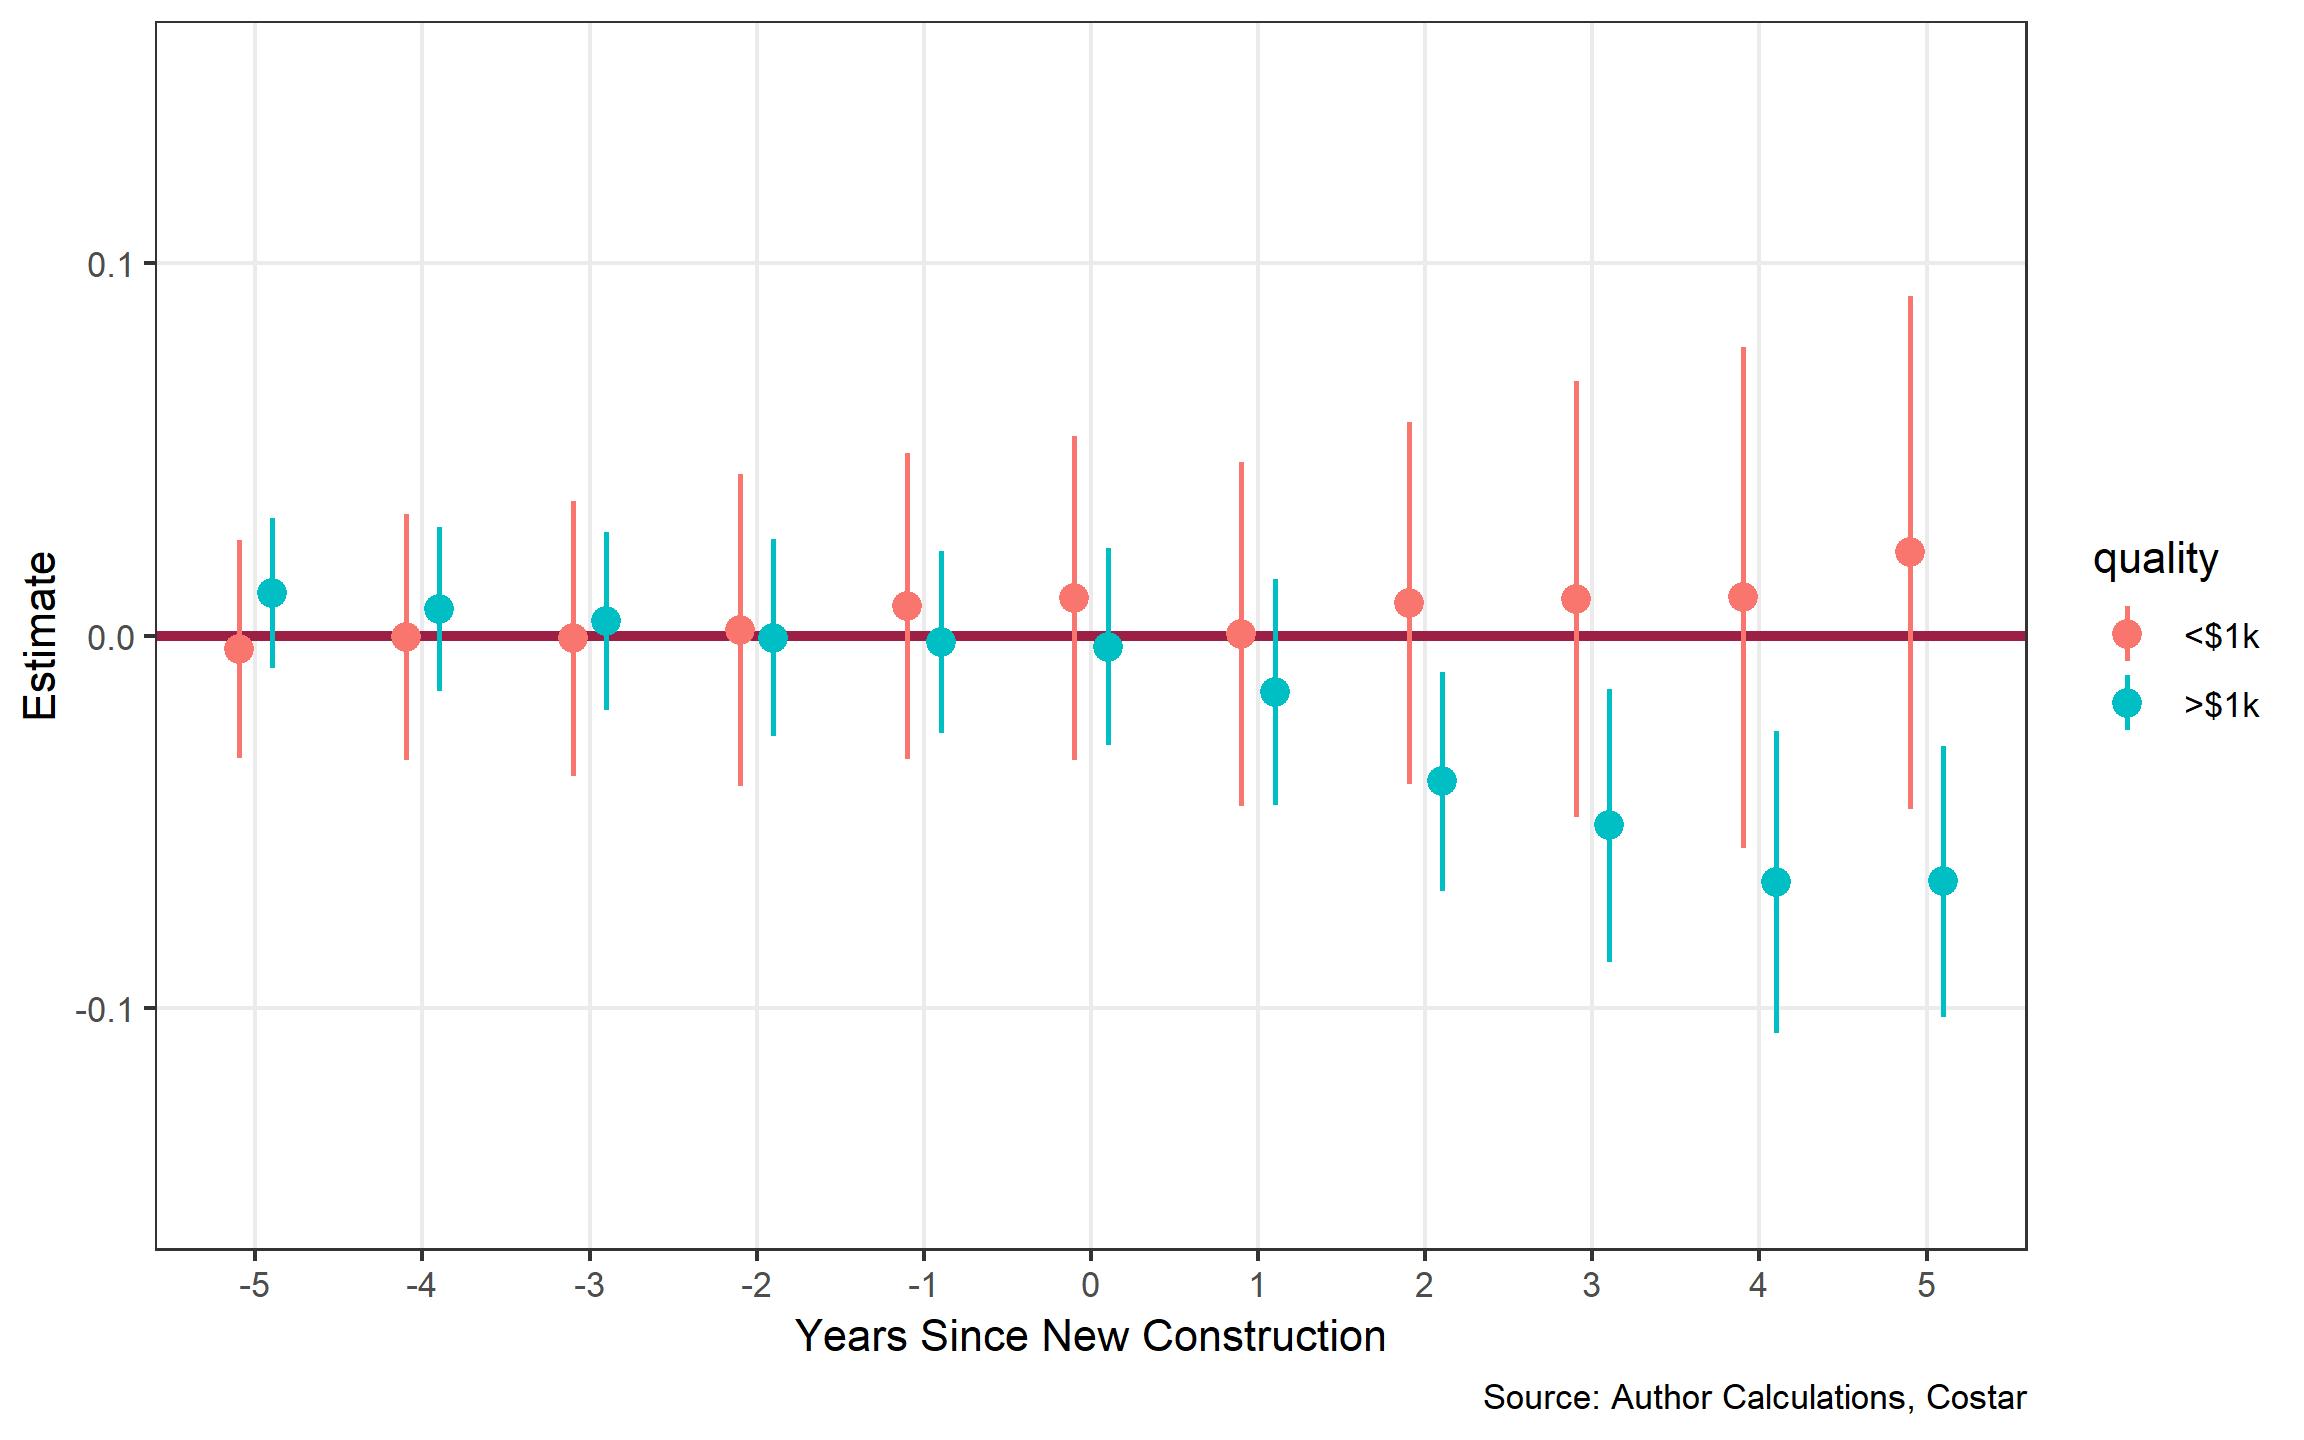 0.1
0.0
-0.1
Estimate
-5 -4 -3 -2 -1 0 1 2 3 4 5
Years Since New Construction
quality
<$1k
>$1k
Source: Author Calculations, Costar